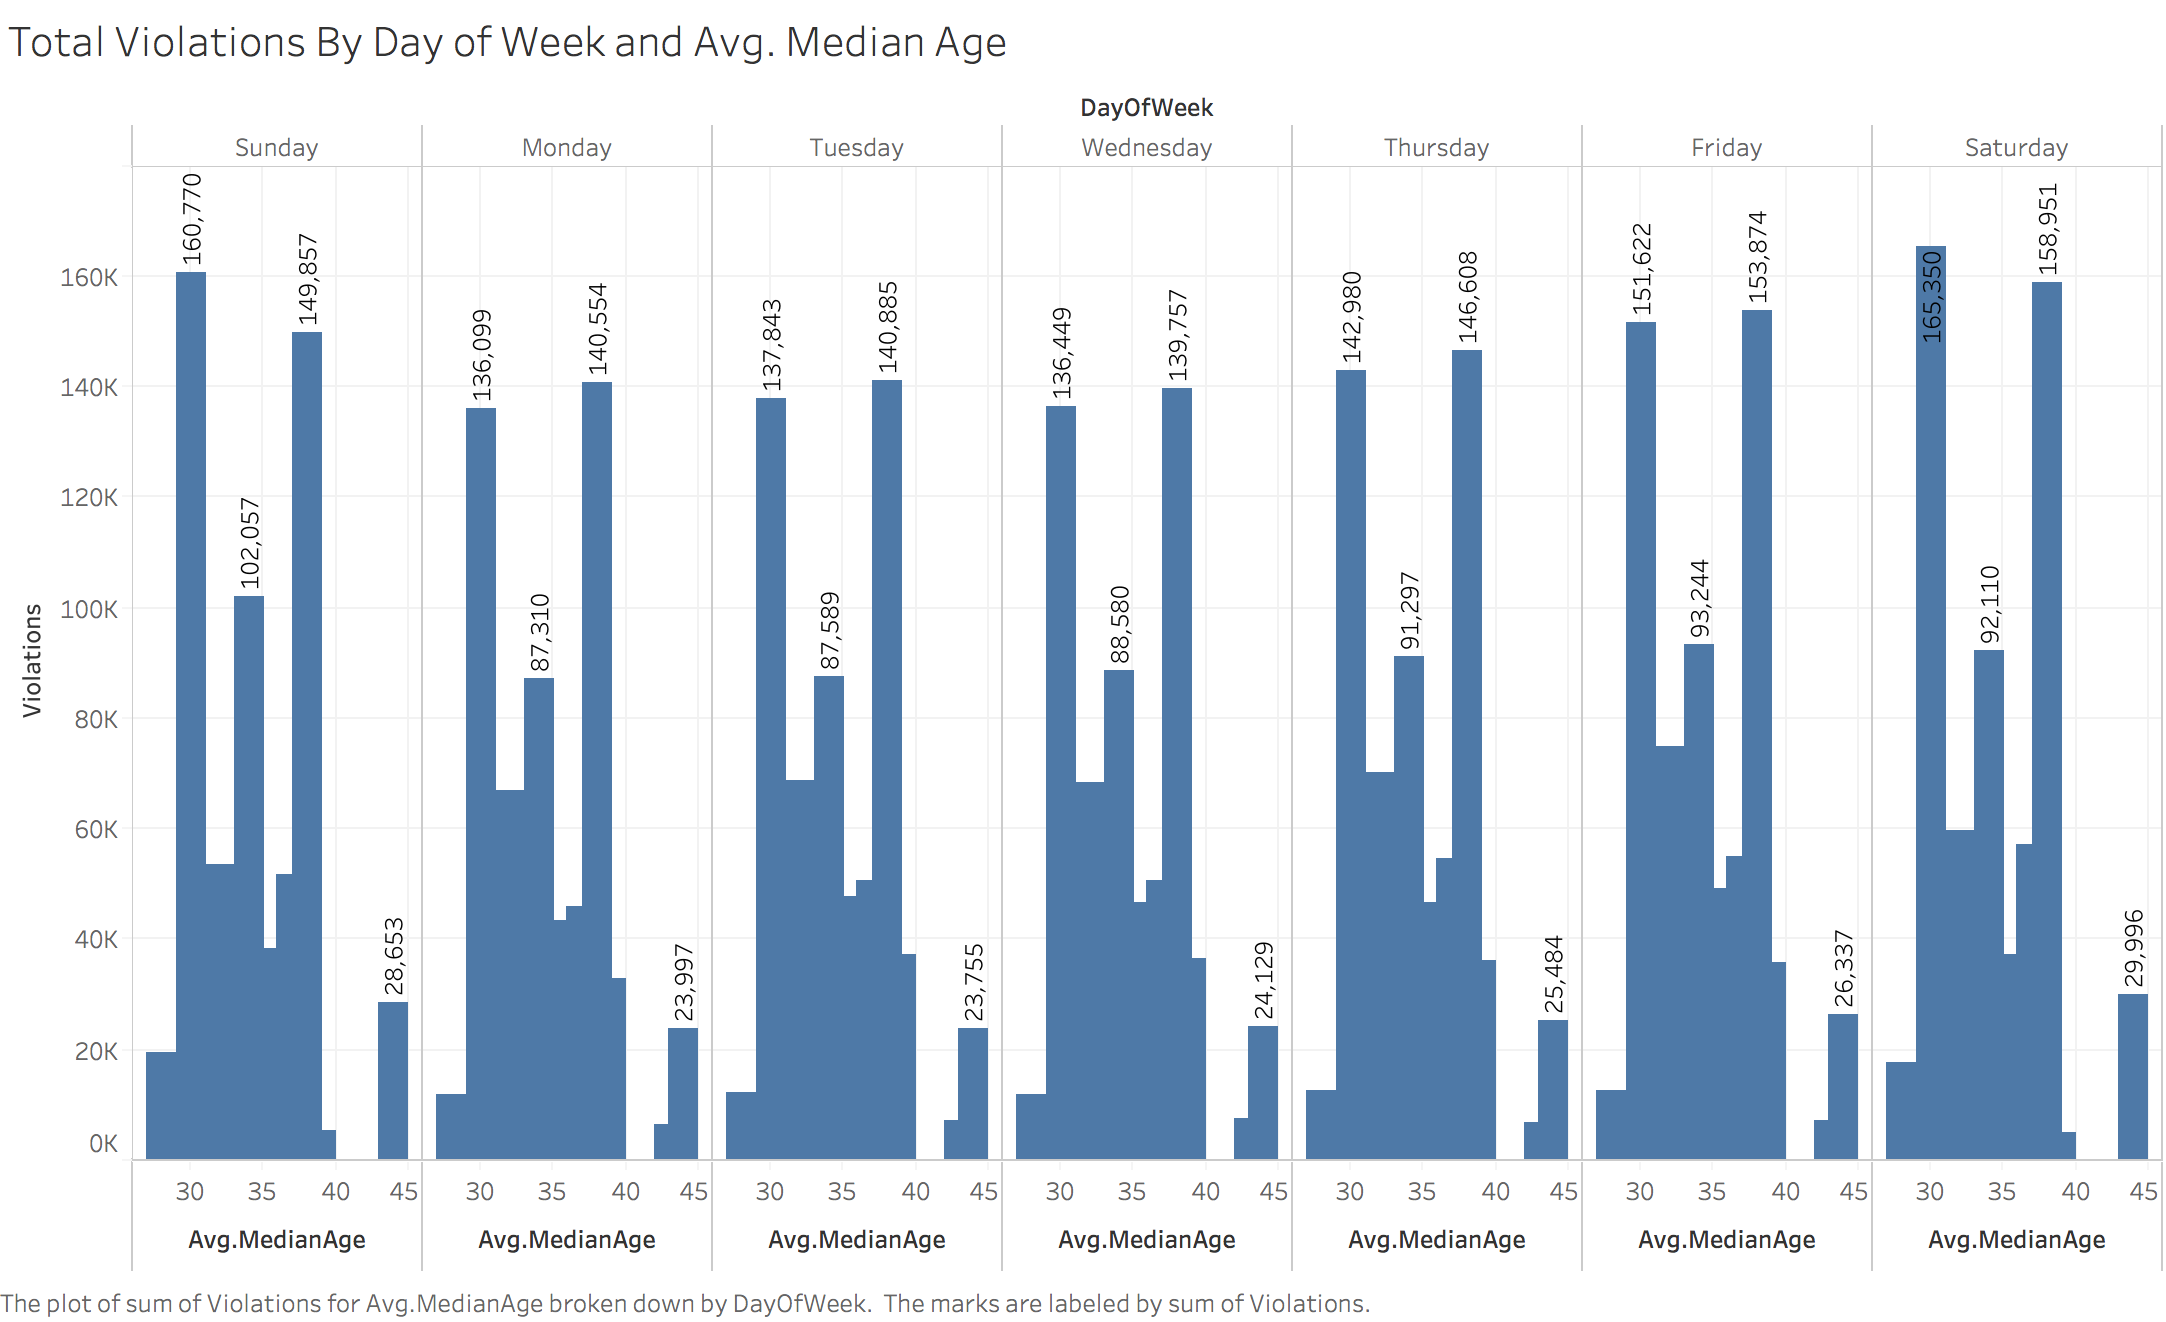 Total Violations By Day of Week and Avg. Median Age
DayOfWeek
Sunday Monday Tuesday Wednesday Thursday Friday Saturday
160,770 102,057 149,857 28,653
136,099 87,310 140,554 23,997
137,843 87,589 140,885 23,755
136,449 88,580 139,757 24,129
142,980 91,297 146,608 25,484
151,622 93,244 153,874 26,337
165,350 92,110 158,951 29,996
Violations
160K
140K
120K
100K
80K
60K
40K
20K
0K
30 35 40 45 30 35 40 45 30 35 40 45 30 35 40 45 30 35 40 45 30 35 40 45 30 35 40 45
Avg.MedianAge Avg.MedianAge Avg.MedianAge Avg.MedianAge Avg.MedianAge Avg.MedianAge Avg.MedianAge
The plot of sum of Violations for Avg.MedianAge broken down by DayOfWeek. The marks are labeled by sum of Violations.